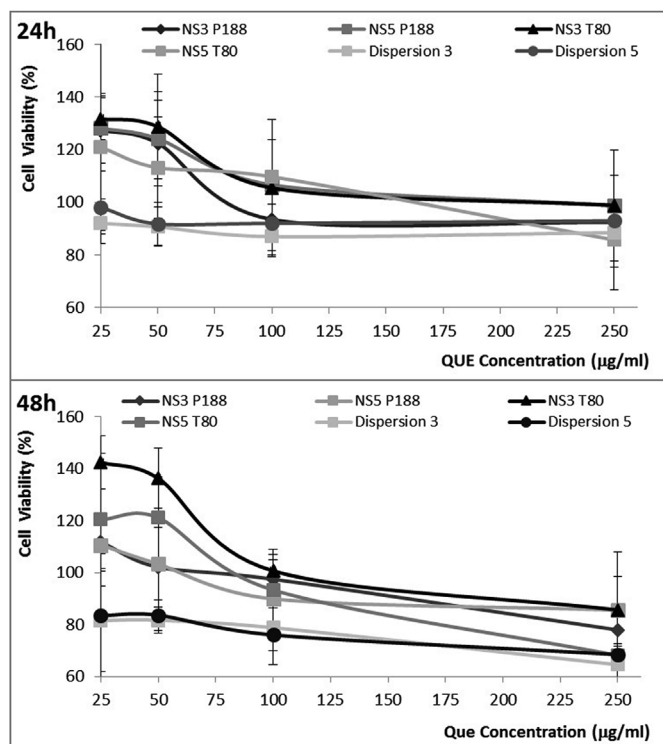 24h
NS3 P188 NS5 P188 NS3 T80
NS5 T80 Dispersion 3 Dispersion 5
Cell Viability (%)
160
140
120
100
80
60
25 50 75 100 125 150 175 200 225 250
QUE Concentration (µg/ml)
48h
NS3 P188 NS5 P188 NS3 T80
NS5 T80 Dispersion 3 Dispersion 5
Cell Viability (%)
160
140
120
100
80
60
25 50 75 100 125 150 175 200 225 250
Que Concentration (µg/ml)